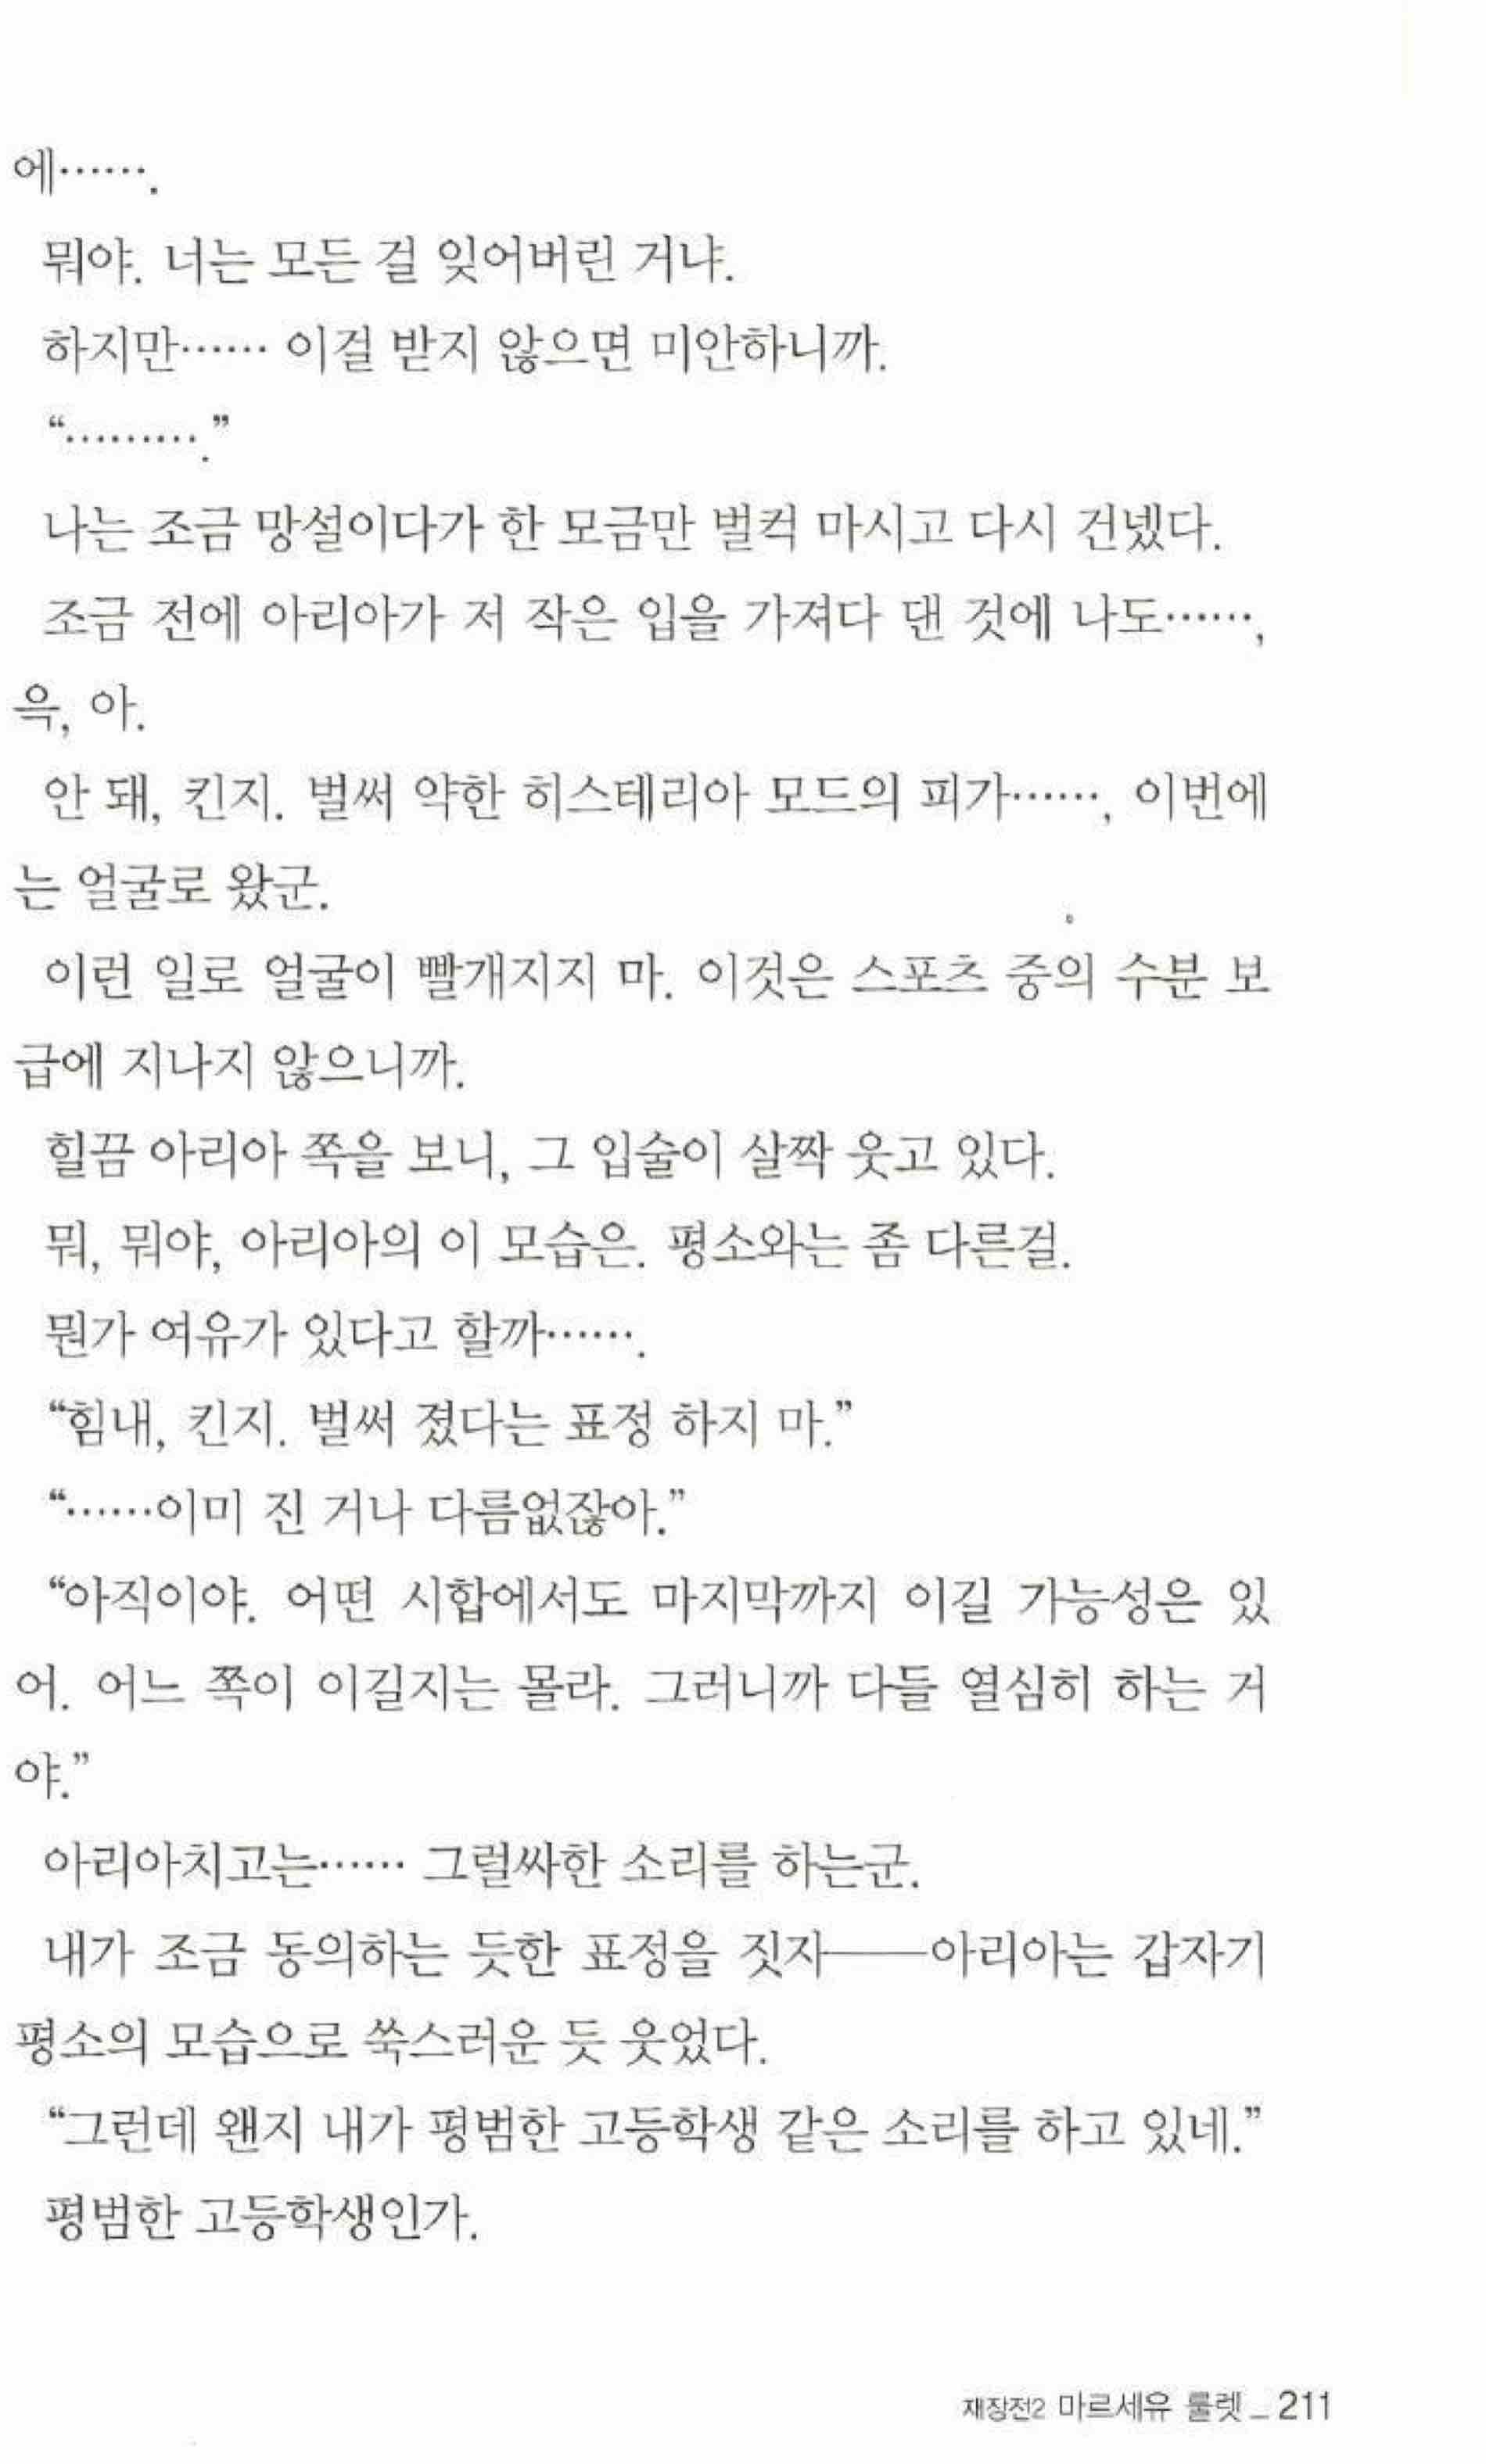 에…….
뭐야. 너는 모든 걸 잊어버린 거냐.
하지만…… 이걸 받지 않으면 미안하니까.
“……….”
나는 조금 망설이다가 한 모금만 벌컥 마시고 다시 건넸다.
조금 전에 아리아가 저 작은 입을 가져다 댄 것에 나도……,
윽, 아.
안 돼, 킨지. 벌써 약한 히스테리아 모드의 피가……, 이번에
는 얼굴로 왔군.
이런 일로 얼굴이 빨개지지 마. 이것은 스포츠 중의 수분 보
급에 지나지 않으니까.
힐끔 아리아 쪽을 보니, 그 입술이 살짝 웃고 있다.
뭐, 뭐야, 아리아의 이 모습은. 평소와는 좀 다른걸.
뭔가 여유가 있다고 할까…….
“힘내, 킨지. 벌써 졌다는 표정 하지 마.”
“……이미 진 거나 다름없잖아.”
“아직이야. 어떤 시합에서도 마지막까지 이길 가능성은 있
어. 어느 쪽이 이길지는 몰라. 그러니까 다들 열심히 하는 거
야.”
아리아치고는…… 그럴싸한 소리를 하는군.
내가 조금 동의하는 듯한 표정을 짓자――아리아는 갑자기
평소의 모습으로 쑥스러운 듯 웃었다.
“그런데 왠지 내가 평범한 고등학생 같은 소리를 하고 있네.”
평범한 고등학생인가.
재장전2 마르세유 룰렛_211